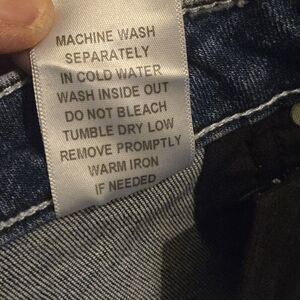 MACHINE WASH
SEPARATELY
IN COLD WATER
WASH INSIDE OUT
DO NOT BLEACH
TUMBLE DRY LOW
REMOVE PROMPTLY
WARM IRON
IF NEEDED